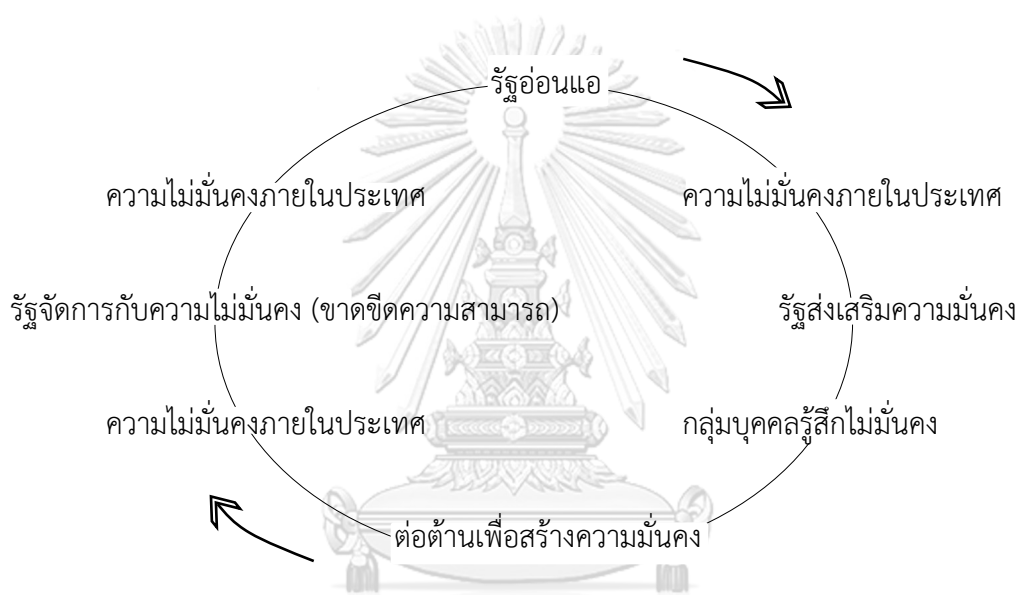 รัฐอ่อนแอ
ความไม่มั่นคงภายในประเทศ
ความไม่มั่นคงภายในประเทศ
รัฐจัดการกับความไม่มั่นคง (ขาดขีดความสามารถ)
รัฐส่งเสริมความมั่นคง
ความไม่มั่นคงภายในประเทศ
กลุ่มบุคคลรู้สึกไม่มั่นคง
ต่อต้านเพื่อสร้างความมั่นคง